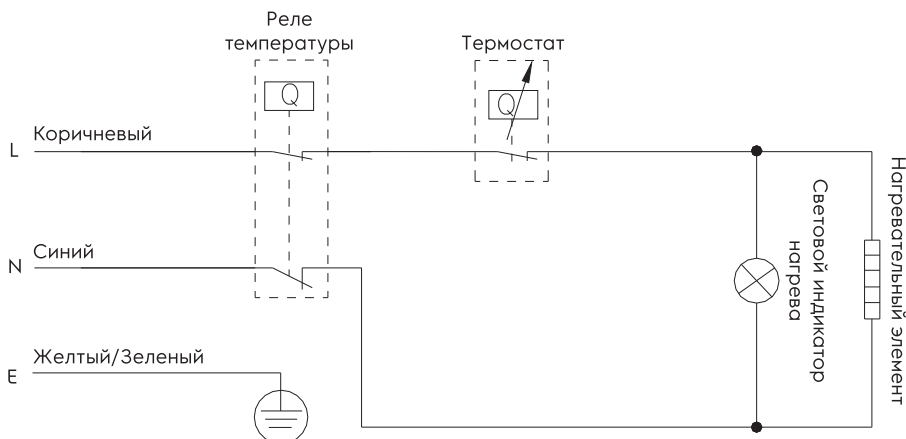 Реле
температуры
Термостат
Q
Q
L
Коричневый
N
Синий
E
Желтый/Зеленый
Световой индикатор
нагрева
Нагревательный элемент